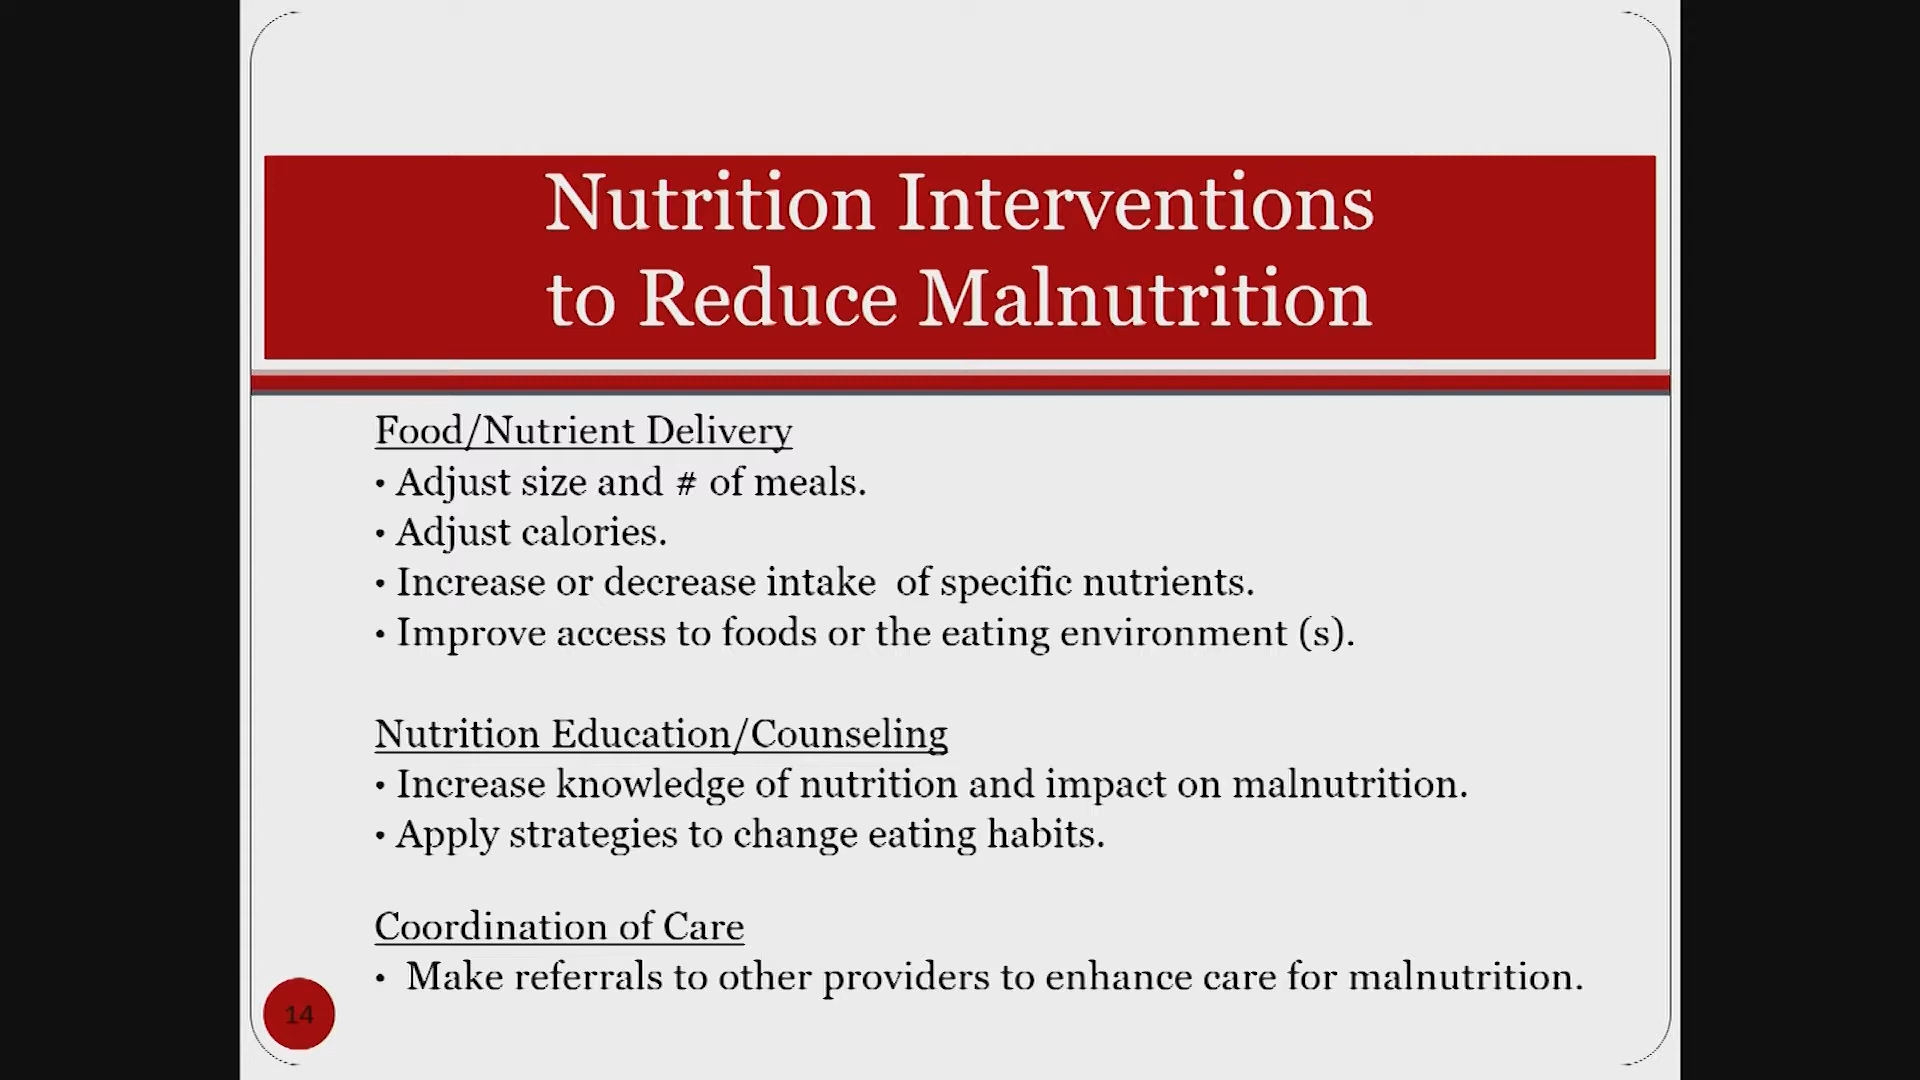 Nutrition Interventions
to Reduce Malnutrition
Food/Nutrient Delivery
• Adjust size and # of meals.
• Adjust calories.
• Increase or decrease intake  of specific nutrients.
• Improve access to foods or the eating environment (s).
Nutrition Education/Counseling
• Increase knowledge of nutrition and impact on malnutrition.
• Apply strategies to change eating habits.
Coordination of Care
•  Make referrals to other providers to enhance care for malnutrition.
14